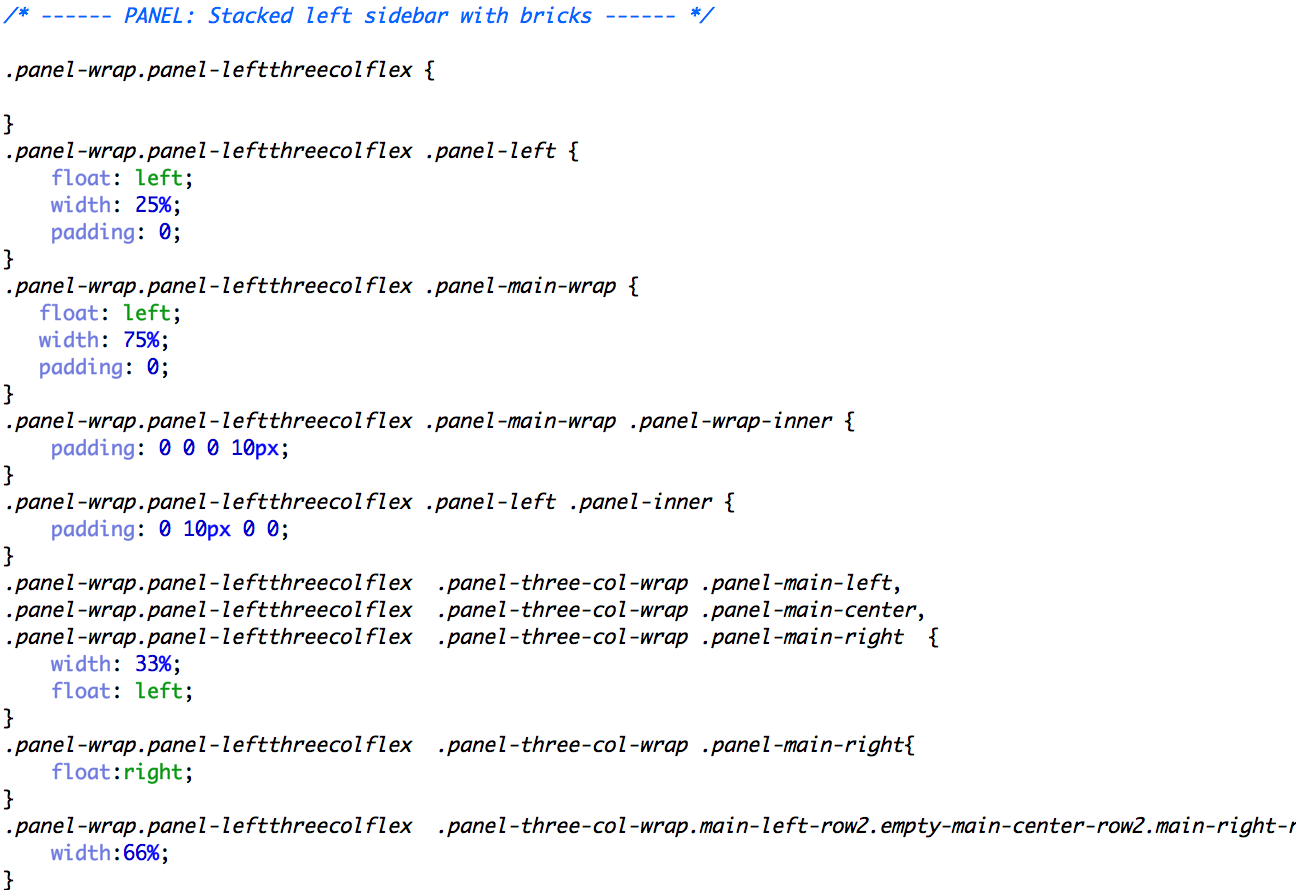 /* ------ PANEL: Stacked left sidebar with bricks ------ */
.panel-wrap.panel-leftthreecolflex {
}
.panel-wrap.panel-leftthreecolflex .panel-left {
    float: left;
    width: 25%;
    padding: 0;
}
.panel-wrap.panel-leftthreecolflex .panel-main-wrap {
   float: left;
   width: 75%;
   padding: 0;
}
.panel-wrap.panel-leftthreecolflex .panel-main-wrap .panel-wrap-inner {
    padding: 0 0 0 10px;
}
.panel-wrap.panel-leftthreecolflex .panel-left .panel-inner {
    padding: 0 10px 0 0;
}
.panel-wrap.panel-leftthreecolflex  .panel-three-col-wrap .panel-main-left,
.panel-wrap.panel-leftthreecolflex  .panel-three-col-wrap .panel-main-center,
.panel-wrap.panel-leftthreecolflex  .panel-three-col-wrap .panel-main-right  {
    width: 33%;
    float: left;
}
.panel-wrap.panel-leftthreecolflex  .panel-three-col-wrap .panel-main-right{
    float:right;
}
.panel-wrap.panel-leftthreecolflex  .panel-three-col-wrap.main-left-row2.empty-main-center-row2.main-right-r
    width:66%;
}